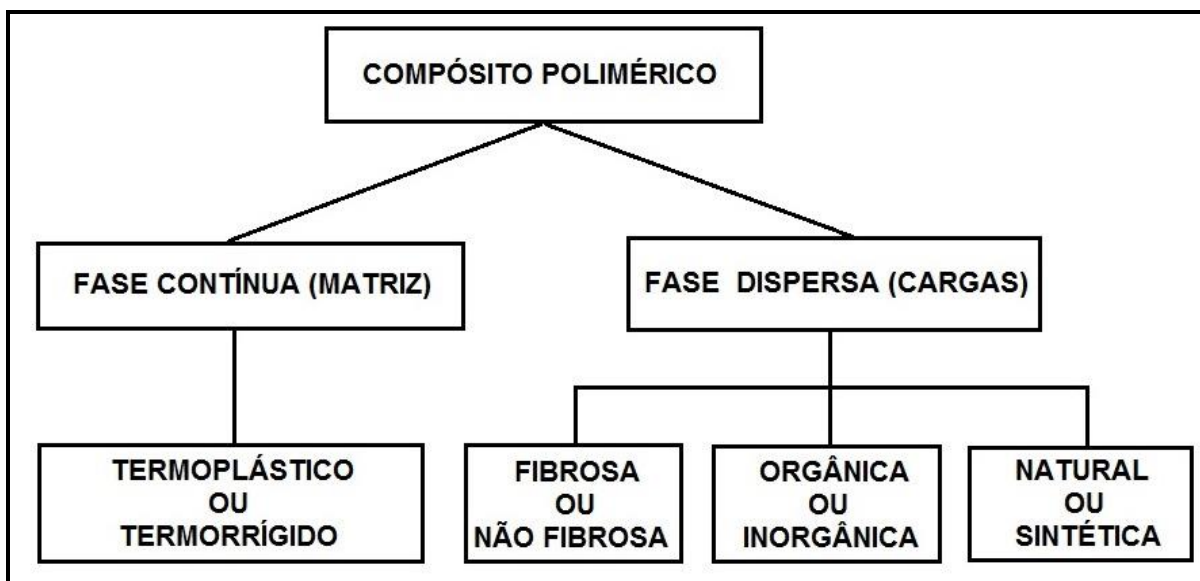 COMPÓSITO POLIMÉRICO
FASE CONTÍNUA (MATRIZ)
FASE DISPERSA (CARGAS)
TERMOPLÁSTICO
OU
TERMORRÍGIDO
FIBROSA
OU
NÃO FIBROSA
ORGÂNICA
OU
INORGÂNICA
NATURAL
OU
SINTÉTICA